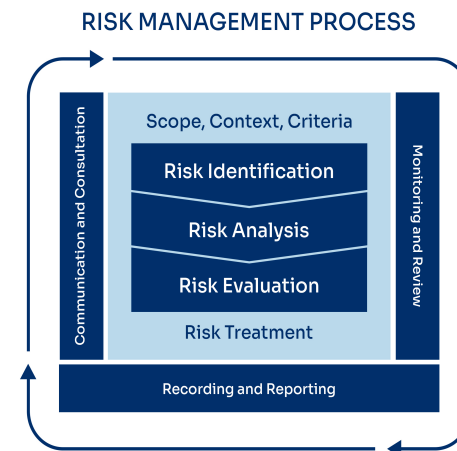 RISK MANAGEMENT PROCESS
Communication and Consultation
Scope, Context, Criteria
Risk Identification
Risk Analysis
Risk Evaluation
Risk Treatment
Monitoring and Review
Recording and Reporting